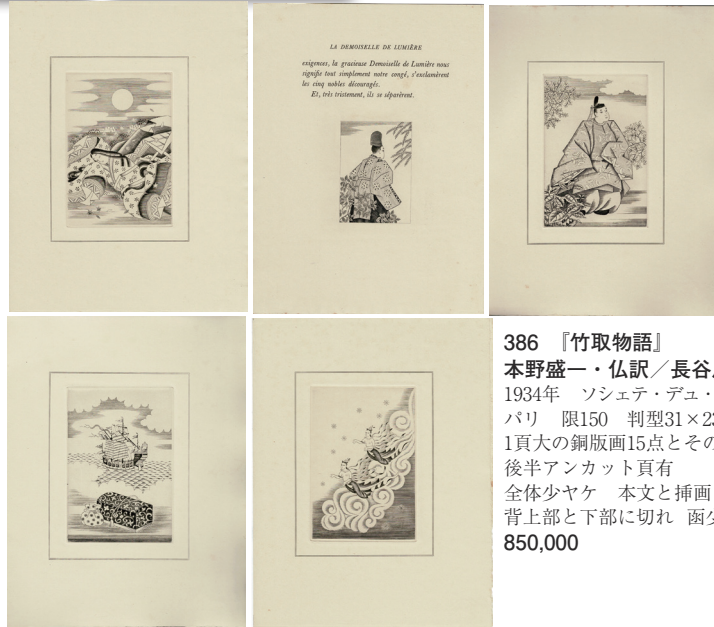 LA DEMOISELLE DE LUMIÈRE
exigences, la gracieuse Demoiselle de Lumière nous
signifie tout simplement notre congé, s'exclamèrent
les cinq nobles découragés.
Et, très tristement, ils se séparèrent.
386 『竹取物語』
本野盛一・仏訳／長谷
1934年 ソシェテ・デュ・
パリ 限150 判型31×23
1頁大の銅版画15点とその
後半アンカット頁有
全体少ヤケ 本文と挿画
背上部と下部に切れ 函
850,000